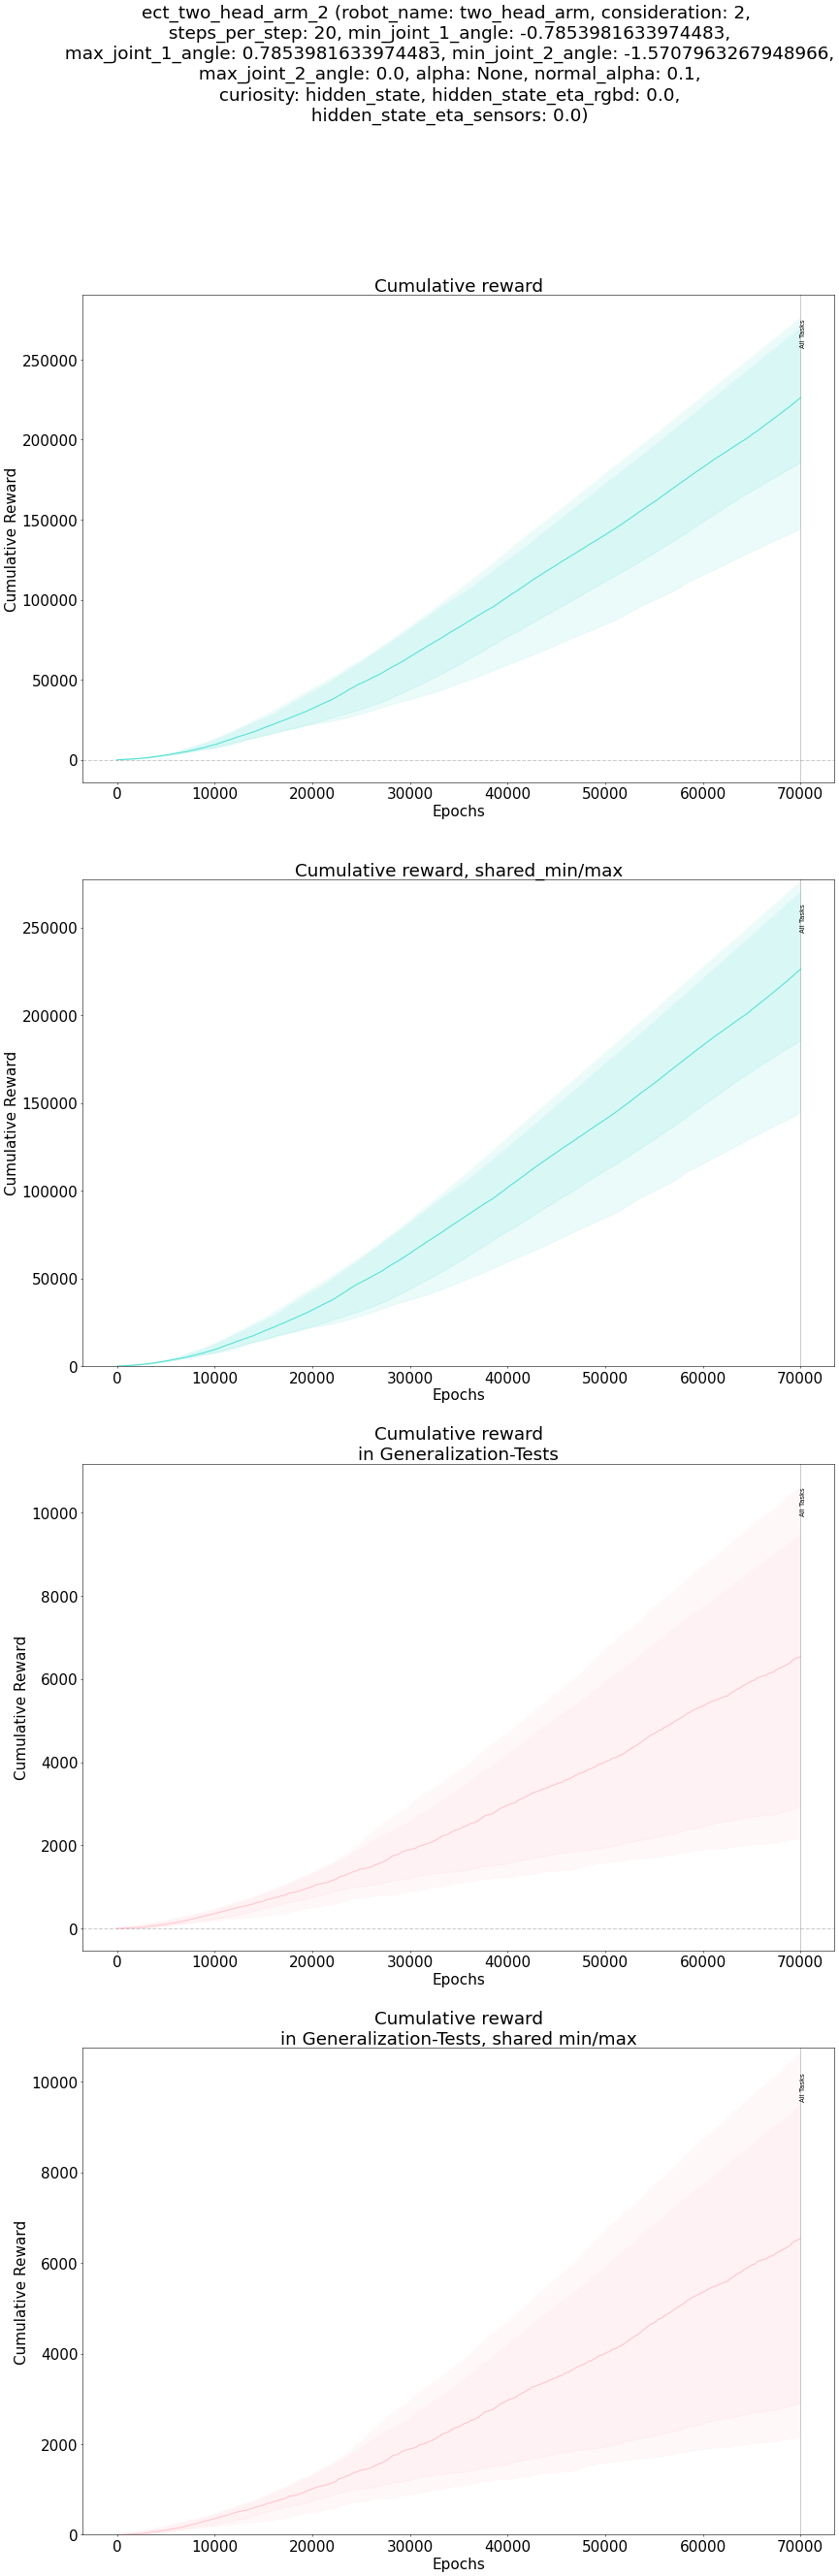 ect_two_head_arm_2 (robot_name: two_head_arm, consideration: 2,
steps_per_step: 20, min_joint_1_angle: -0.7853981633974483,
max_joint_1_angle: 0.7853981633974483, min_joint_2_angle: -1.5707963267948966,
max_joint_2_angle: 0.0, alpha: None, normal_alpha: 0.1,
curiosity: hidden_state, hidden_state_eta_rgbd: 0.0,
hidden_state_eta_sensors: 0.0)
Cumulative reward
All Tasks
250000
200000
150000
100000
50000
0
Cumulative Reward
0 10000 20000 30000 40000 50000 60000 70000
Epochs
Cumulative reward, shared_min/max
All Tasks
250000
200000
150000
100000
50000
0
Cumulative Reward
0 10000 20000 30000 40000 50000 60000 70000
Epochs
Cumulative reward
in Generalization-Tests
All Tasks
10000
8000
6000
4000
2000
0
Cumulative Reward
0 10000 20000 30000 40000 50000 60000 70000
Epochs
Cumulative reward
in Generalization-Tests, shared min/max
All Tasks
10000
8000
6000
4000
2000
0
Cumulative Reward
0 10000 20000 30000 40000 50000 60000 70000
Epochs